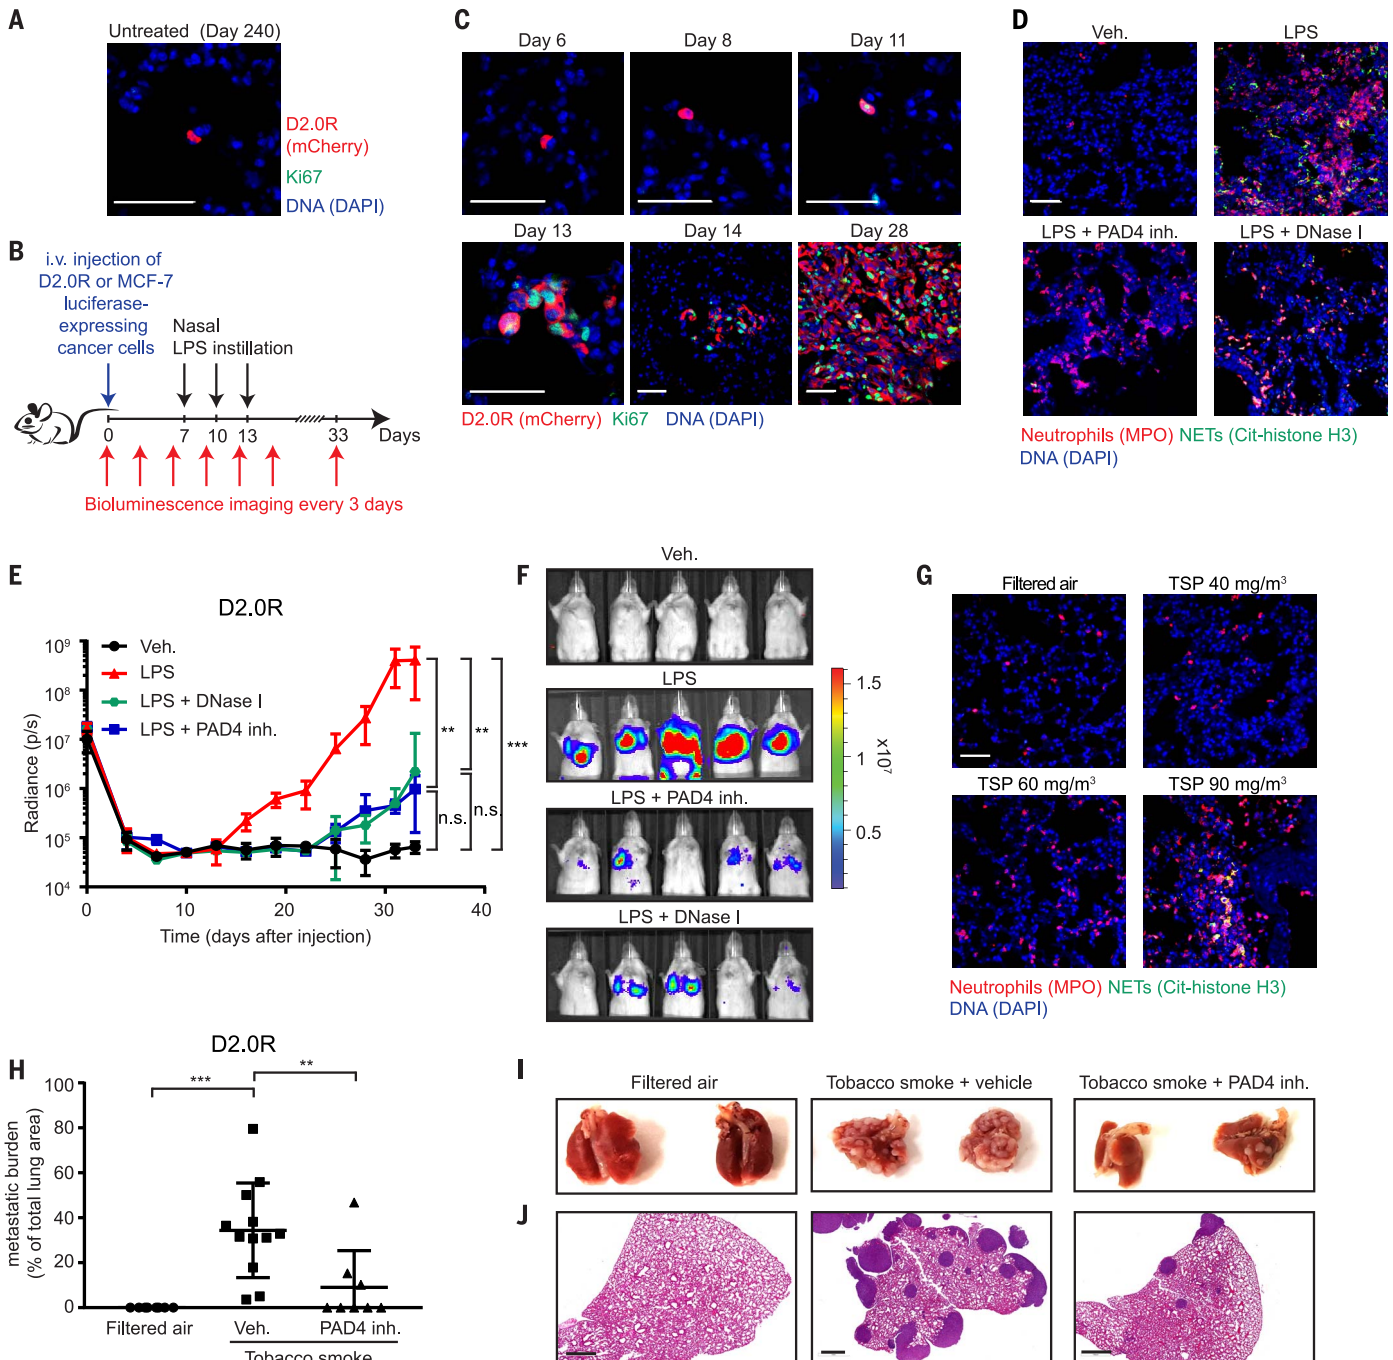 A
Untreated (Day 240)
D2.0R
(mCherry)
Ki67
DNA (DAPI)
B
i.v. injection of
D2.0R or MCF-7
luciferase-
expressing
cancer cells
Nasal
LPS instillation
0 7 10 13 33 Days
Bioluminescence imaging every 3 days
C
Day 6 Day 8 Day 11
Day 13 Day 14 Day 28
D2.0R (mCherry) Ki67 DNA (DAPI)
D
Veh. LPS
LPS + PAD4 inh. LPS + DNase I
Neutrophils (MPO) NETs (Cit-histone H3)
DNA (DAPI)
E
D2.0R
Veh.
LPS
LPS + DNase I
LPS + PAD4 inh.
Radiance (p/s)
10⁹
10⁸
10⁷
10⁶
10⁵
10⁴
0 10 20 30 40
Time (days after injection)
** ** ***
n.s. n.s.
F
Veh.
LPS
LPS + PAD4 inh.
LPS + DNase I
1.5
1
0.5
x10⁷
G
Filtered air TSP 40 mg/m³
TSP 60 mg/m³ TSP 90 mg/m³
Neutrophils (MPO) NETs (Cit-histone H3)
DNA (DAPI)
H
D2.0R
*** **
metastatic burden
(% of total lung area)
100
80
60
40
20
0
Filtered air Veh. PAD4 inh.
Tobacco smoke
I
Filtered air Tobacco smoke + vehicle Tobacco smoke + PAD4 inh.
J